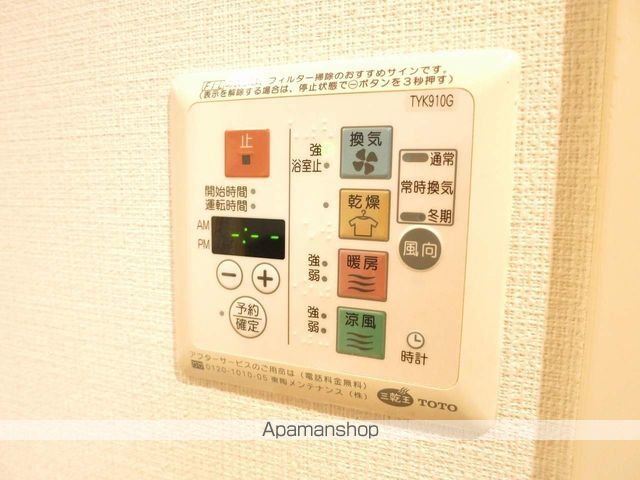 フィルター掃除のおすすめサインです。
(表示を解除する場合は、停止状態で⊖ボタンを3秒押す)
TYK910G
止
開始時間
運転時間
AM
PM
-:--
− +
予約
確定
強
浴室止
換気
乾燥
強
弱
暖房
強
弱
涼風
通常
常時換気
冬期
風向
時計
アフターサービスのご用品は(電話料金無料)
0120-1010-05 東陶メンテナンス(株)
三乾王 TOTO
Apamanshop